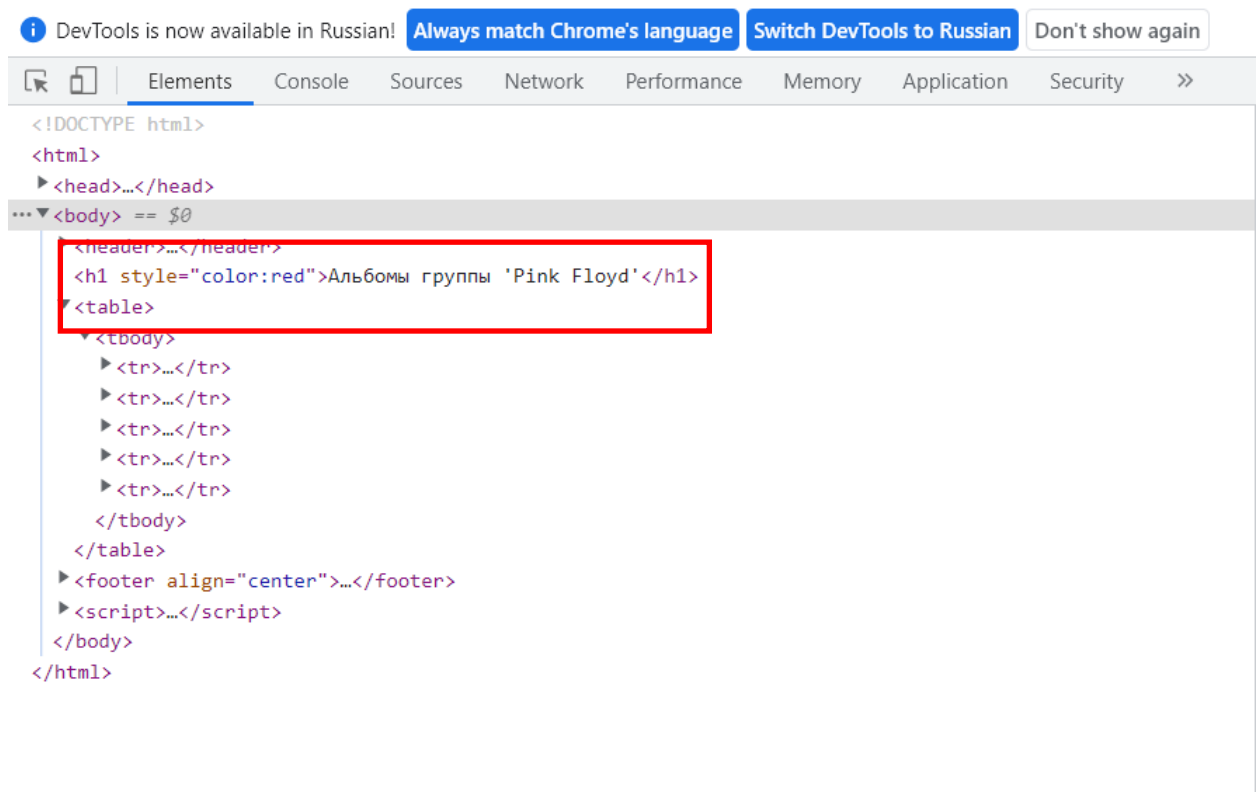 DevTools is now available in Russian! Always match Chrome's language Switch DevTools to Russian Don't show again
Elements Console Sources Network Performance Memory Application Security »
<!DOCTYPE html>
<html>
<head>…</head>
<body> == $0
<header>…</header>
<h1 style="color:red">Альбомы группы 'Pink Floyd'</h1>
<table>
<tbody>
<tr>…</tr>
<tr>…</tr>
<tr>…</tr>
<tr>…</tr>
<tr>…</tr>
</tbody>
</table>
<footer align="center">…</footer>
<script>…</script>
</body>
</html>